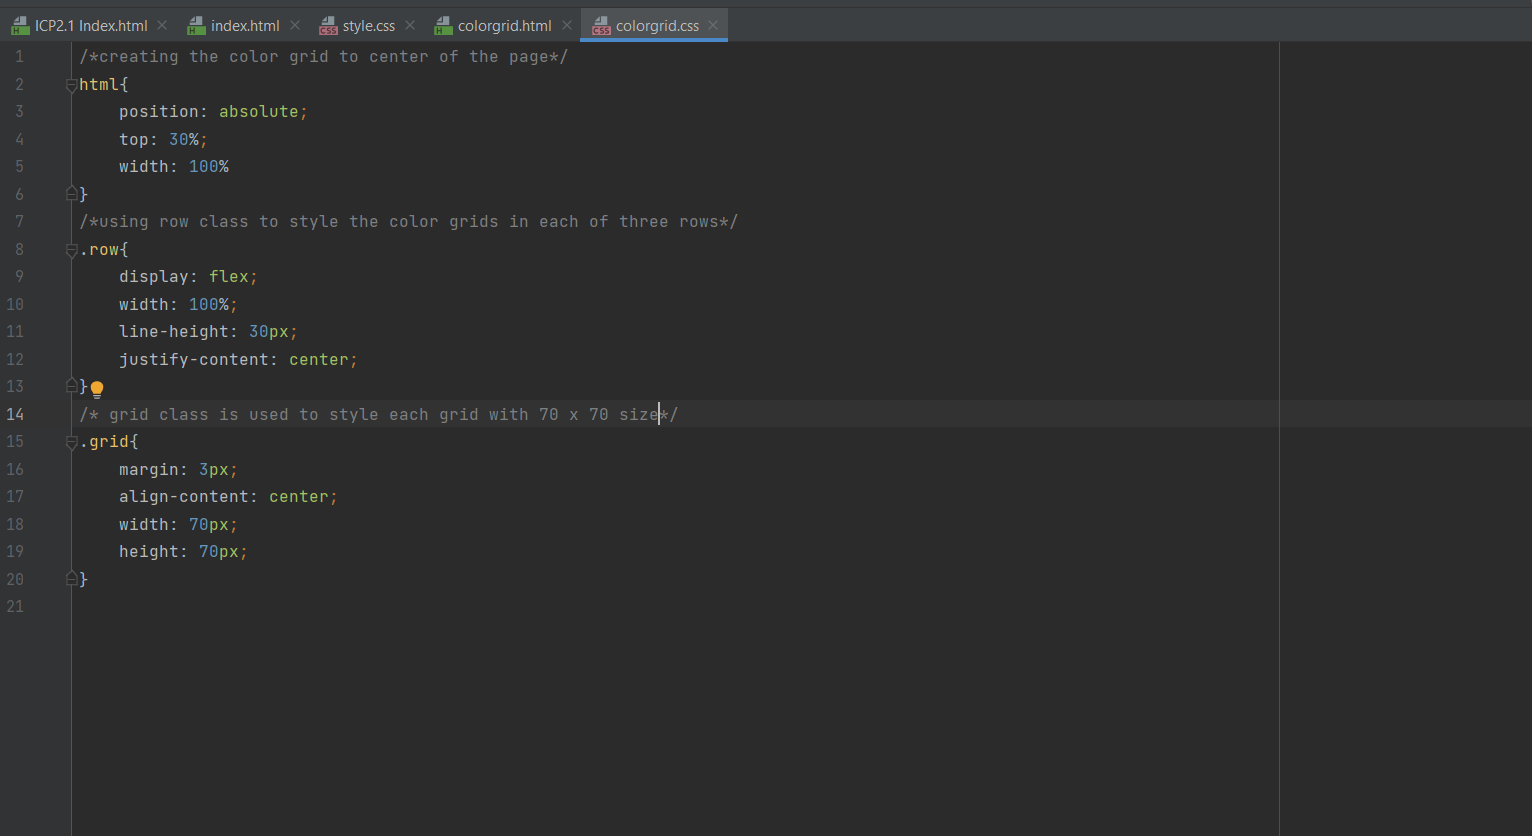 ICP2.1 Index.html index.html style.css colorgrid.html colorgrid.css
1 /*creating the color grid to center of the page*/
2 html{
3     position: absolute;
4     top: 30%;
5     width: 100%
6 }
7 /*using row class to style the color grids in each of three rows*/
8 .row{
9     display: flex;
10     width: 100%;
11     line-height: 30px;
12     justify-content: center;
13 }
14 /* grid class is used to style each grid with 70 x 70 size*/
15 .grid{
16     margin: 3px;
17     align-content: center;
18     width: 70px;
19     height: 70px;
20 }
21